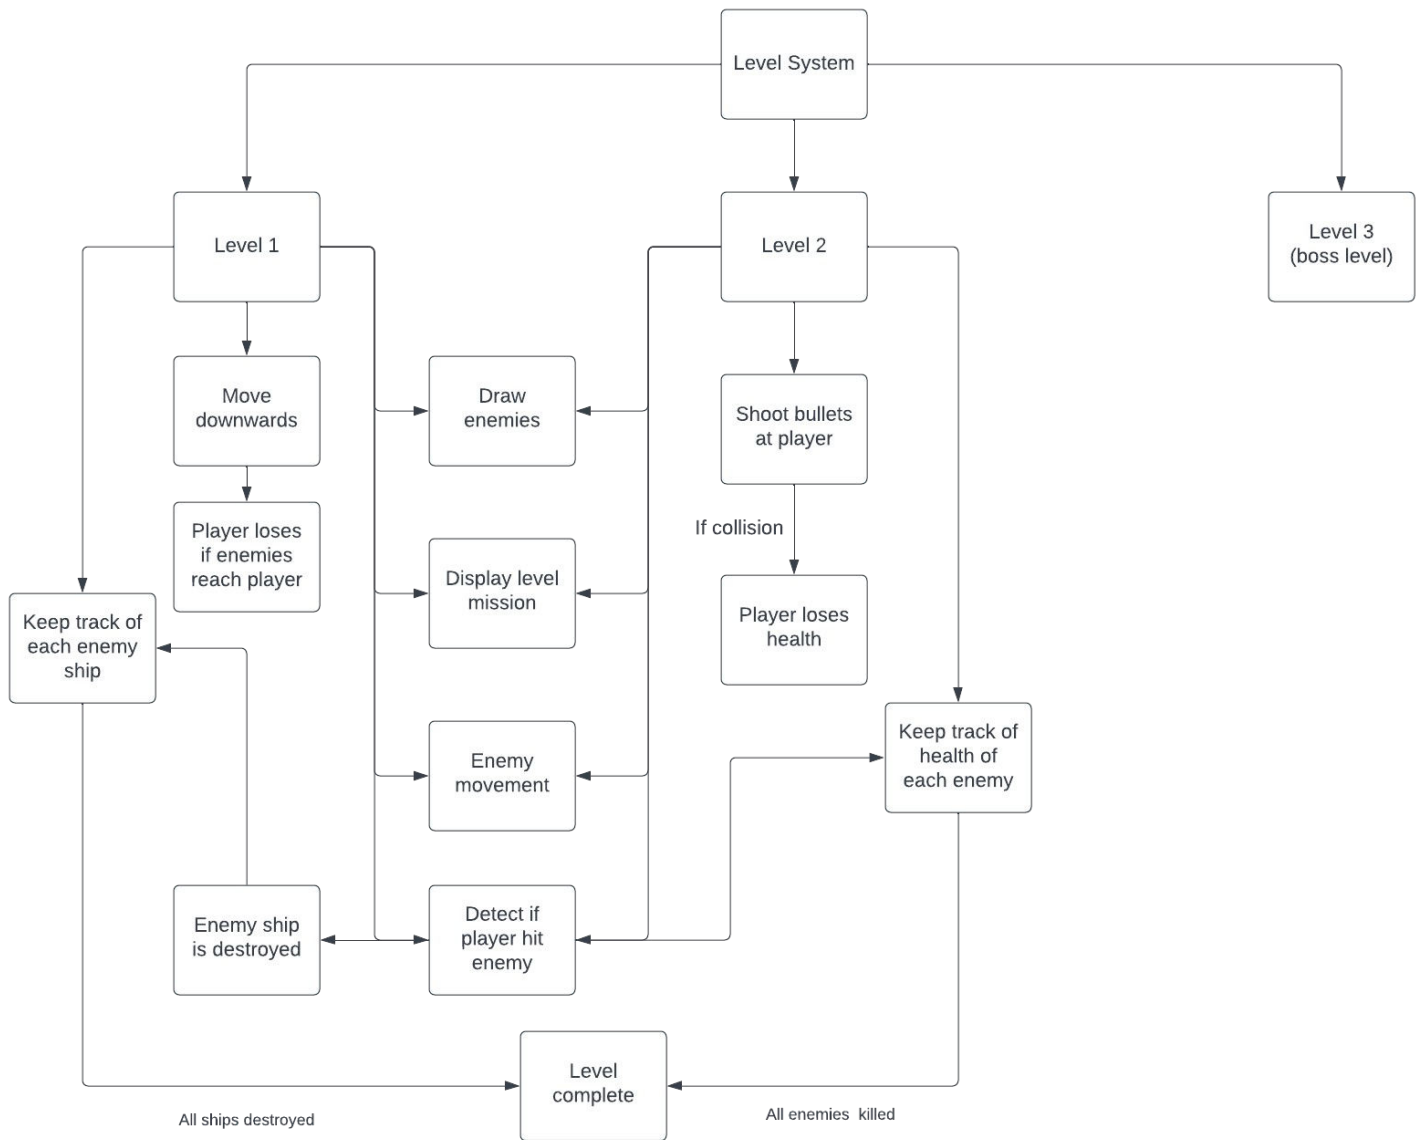 Level System
Level 1
Level 2
Level 3
(boss level)
Move
downwards
Draw
enemies
Shoot bullets
at player
Player loses
if enemies
reach player
If collision
Display level
mission
Player loses
health
Keep track of
each enemy
ship
Enemy
movement
Keep track of
health of
each enemy
Enemy ship
is destroyed
Detect if
player hit
enemy
Level
complete
All ships destroyed
All enemies  killed